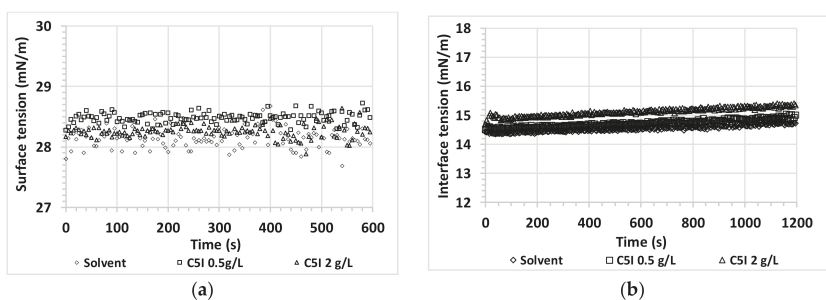 30
29
28
27
Surface tension (mN/m)
0 100 200 300 400 500 600
Time (s)
Solvent C5I 0.5g/L C5I 2 g/L
(a)
18
17
16
15
14
13
12
Interface tension (mN/m)
0 200 400 600 800 1000 1200
Time (s)
Solvent C5I 0.5 g/L C5I 2 g/L
(b)